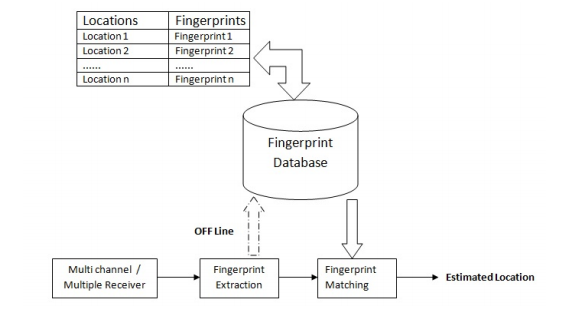 Locations Fingerprints
Location 1 Fingerprint 1
Location 2 Fingerprint 2
...... ......
Location n Fingerprint n
Fingerprint
Database
OFF Line
Multi channel /
Multiple Receiver
Fingerprint
Extraction
Fingerprint
Matching
Estimated Location